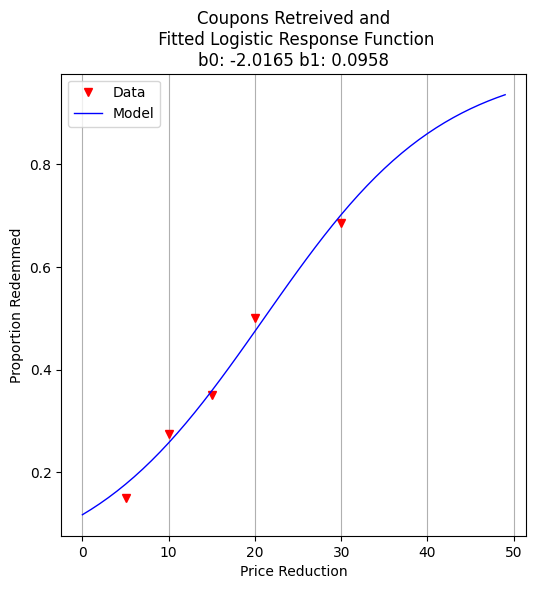 Coupons Retreived and
Fitted Logistic Response Function
b0: -2.0165 b1: 0.0958
Data
Model
Proportion Redemmed
0.8
0.6
0.4
0.2
0
10
20
30
40
50
Price Reduction